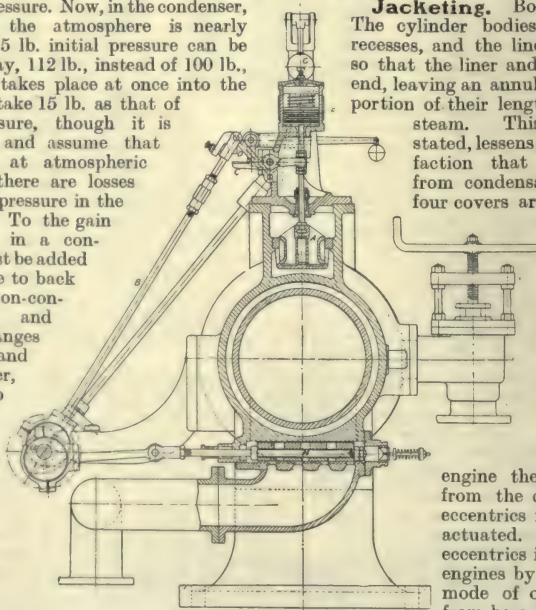 essure. Now, in the condenser,
the atmosphere is nearly
5 lb. initial pressure can be
ay, 112 lb., instead of 100 lb.,
takes place at once into the
take 15 lb. as that of
sure, though it is
and assume that
at atmospheric
there are losses
pressure in the
To the gain
in a con-
st be added
e to back
on-con-
and
anges
and
er,
o
Jacketing. Bo
The cylinder bodies
recesses, and the line
so that the liner and
end, leaving an annul
portion of their lengt
steam. This
stated, lessens
faction that
from condensa
four covers ar
engine the
from the c
eccentrics
actuated.
eccentrics i
engines by
mode of c